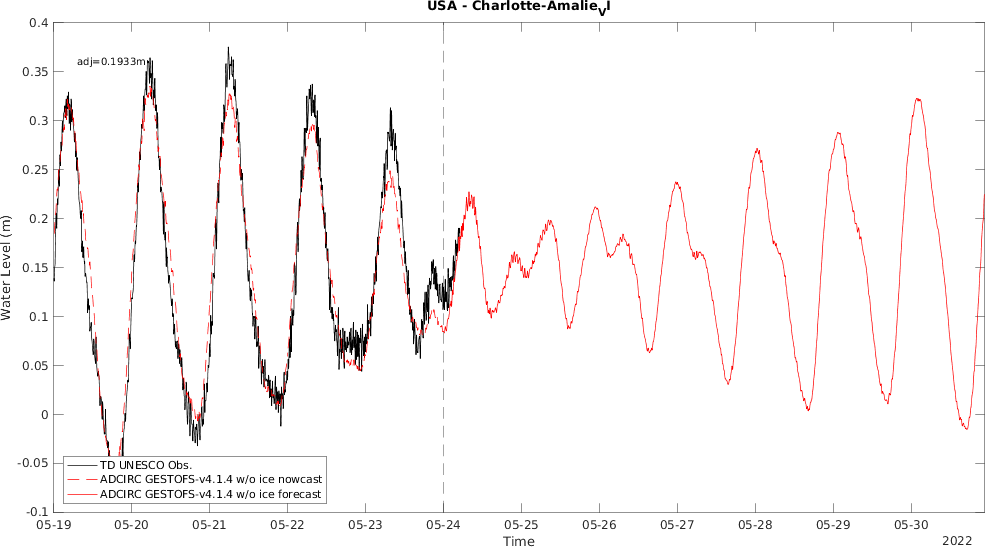 USA - Charlotte-Amalie_VI
0.4
adj=0.1933m
0.35
0.3
0.25
0.2
0.15
0.1
0.05
0
-0.05
-0.1
Water Level (m)
TD UNESCO Obs.
ADCIRC GESTOFS-v4.1.4 w/o ice nowcast
ADCIRC GESTOFS-v4.1.4 w/o ice forecast
05-19 05-20 05-21 05-22 05-23 05-24 05-25 05-26 05-27 05-28 05-29 05-30
Time
2022